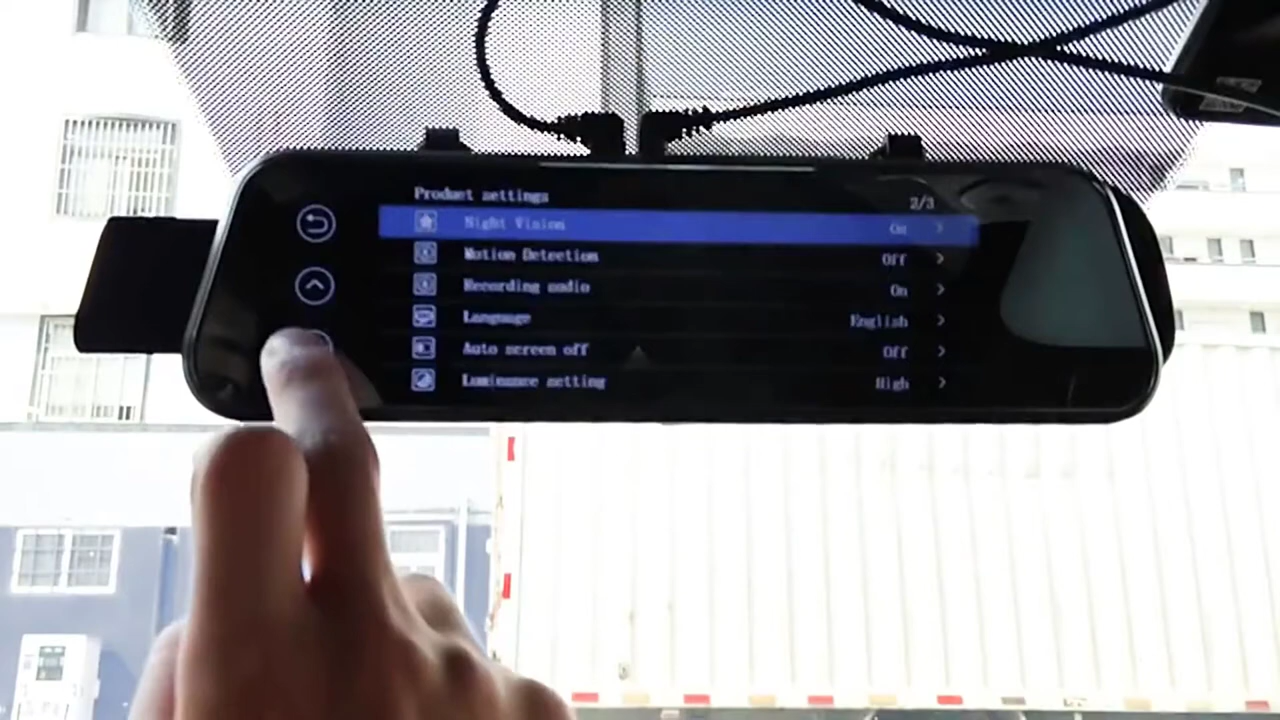 Product settings 2/3
Night Vision On
Motion Detection Off
Recording audio On
Language English
Auto screen off Off
Luminance setting High